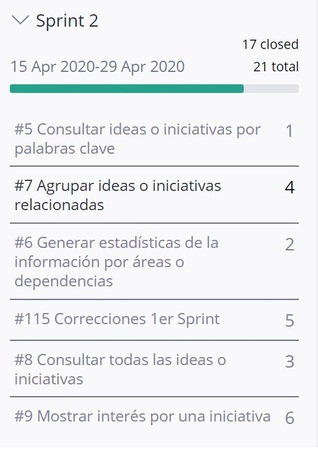 Sprint 2
17 closed
15 Apr 2020-29 Apr 2020
21 total
#5 Consultar ideas o iniciativas por
palabras clave
1
#7 Agrupar ideas o iniciativas
relacionadas
4
#6 Generar estadísticas de la
información por áreas o
dependencias
2
#115 Correcciones 1er Sprint
5
#8 Consultar todas las ideas o
iniciativas
3
#9 Mostrar interés por una iniciativa
6